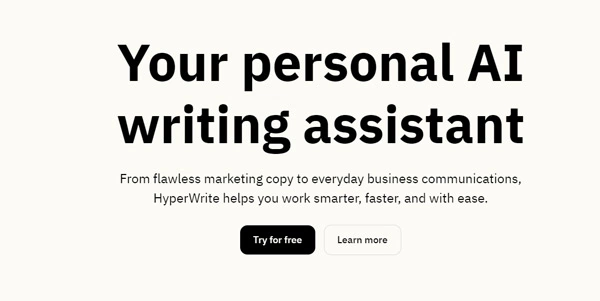 Your personal AI
writing assistant
From flawless marketing copy to everyday business communications,
HyperWrite helps you work smarter, faster, and with ease.
Try for free
Learn more